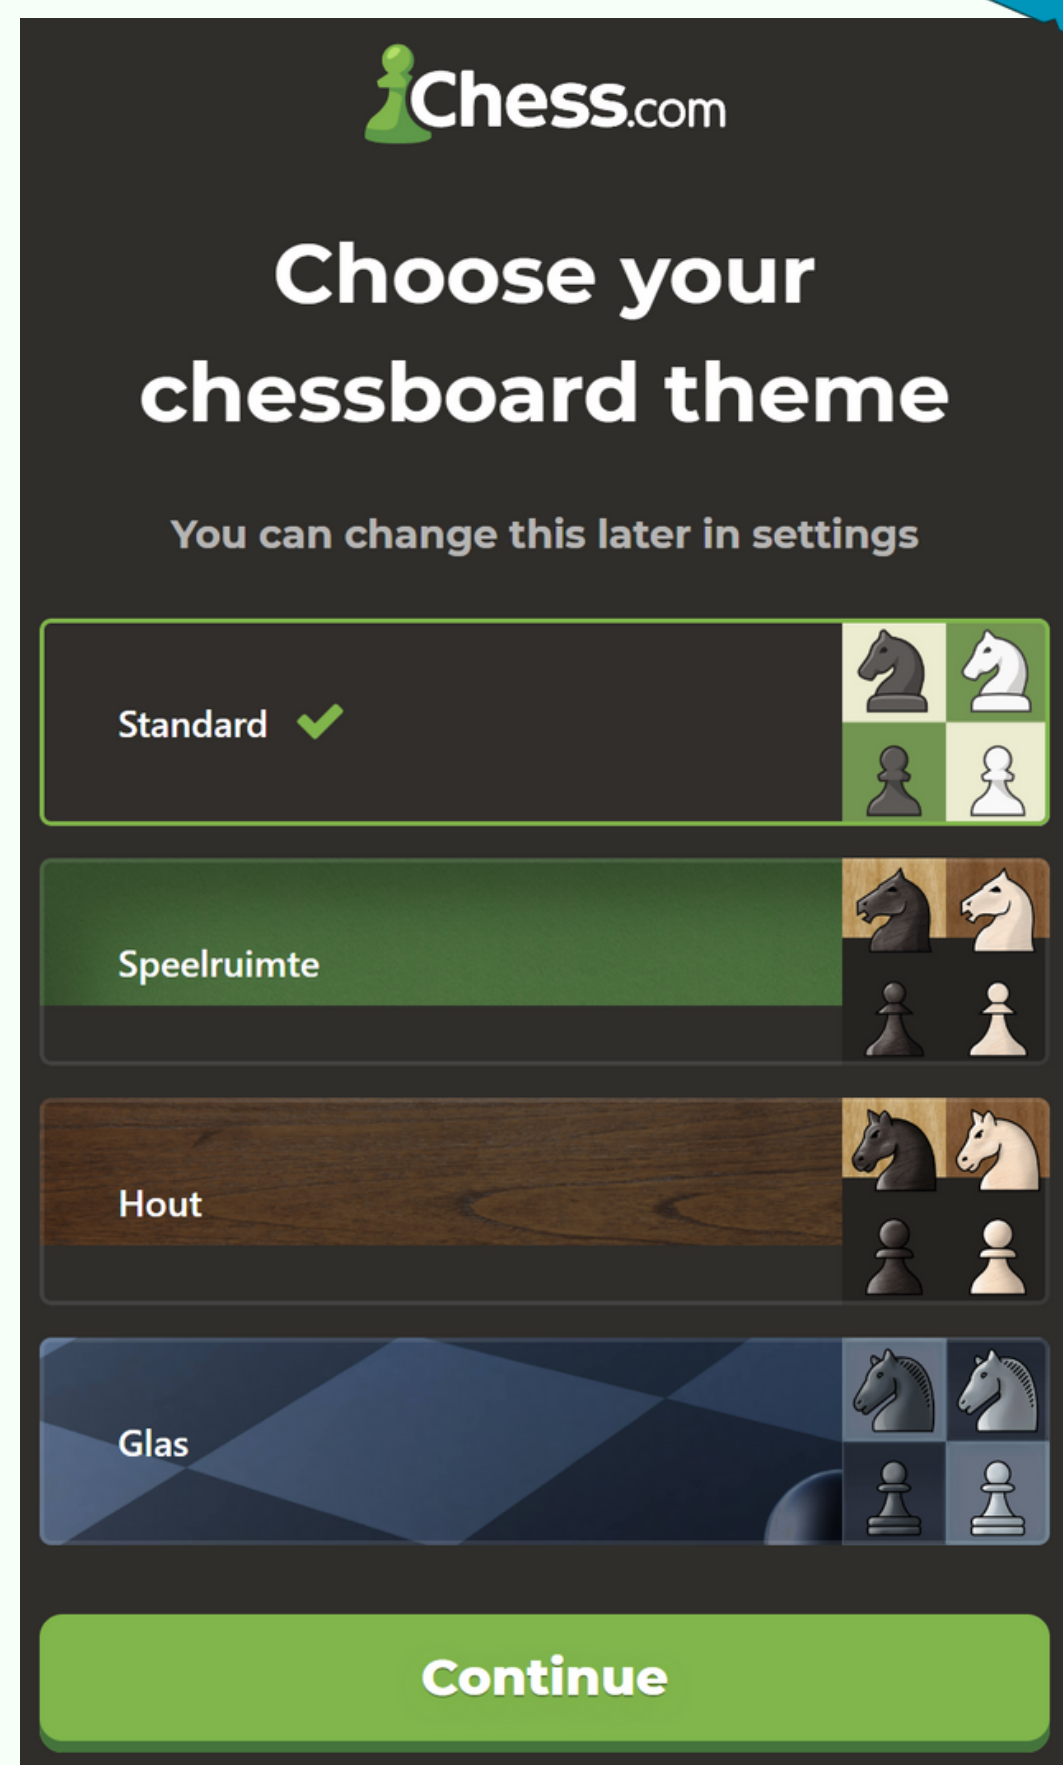 Chess.com
Choose your
chessboard theme
You can change this later in settings
Standard
Speelruimte
Hout
Glas
Continue